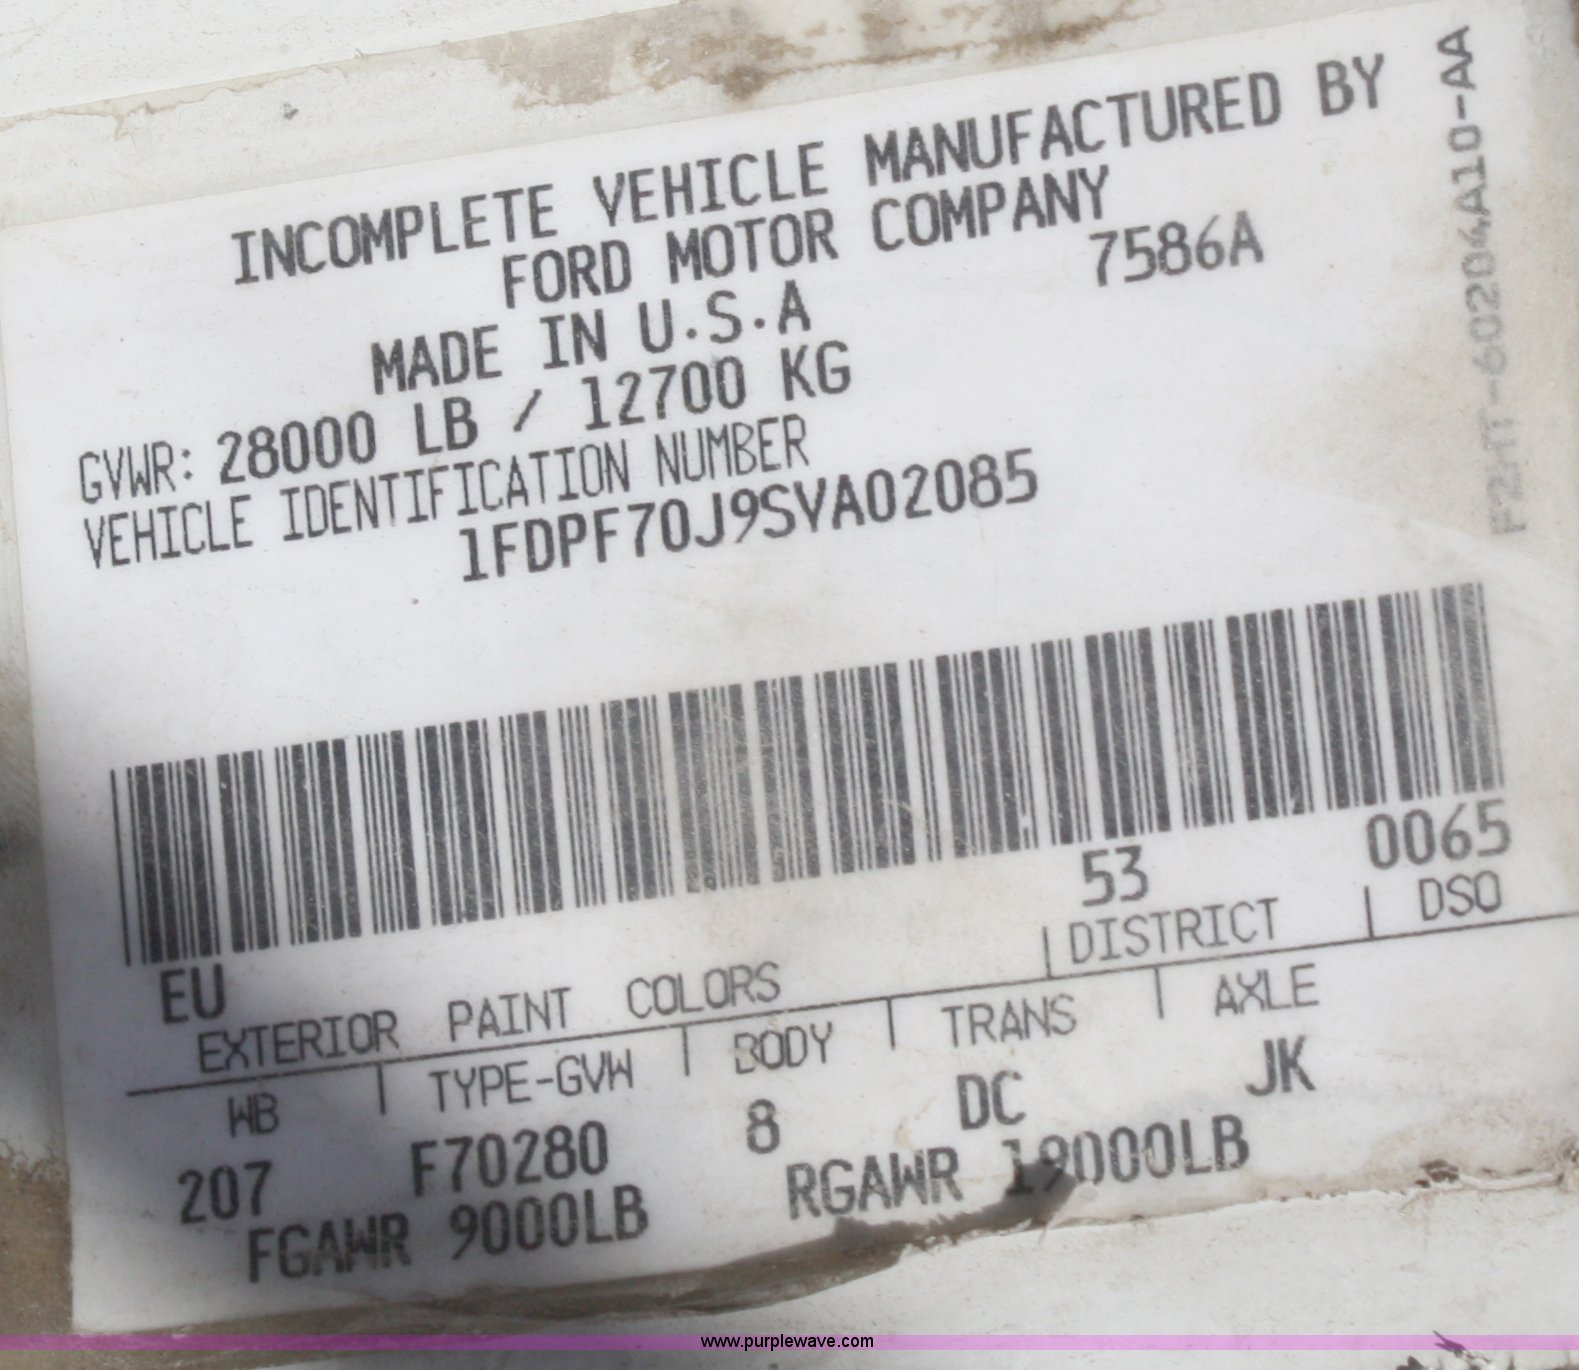 INCOMPLETE VEHICLE MANUFACTURED BY
FORD MOTOR COMPANY
7586A
MADE IN U.S.A
GVWR: 28000 LB / 12700 KG
VEHICLE IDENTIFICATION NUMBER
1FDPF70J9SVA02085
F2HT-60204A10-AA
53 0065
EU DISTRICT DSO
EXTERIOR PAINT COLORS
WB TYPE-GVW BODY TRANS AXLE
207 F70280 8 DC JK
FGAWR 9000LB RGAWR 19000LB
www.purplewave.com